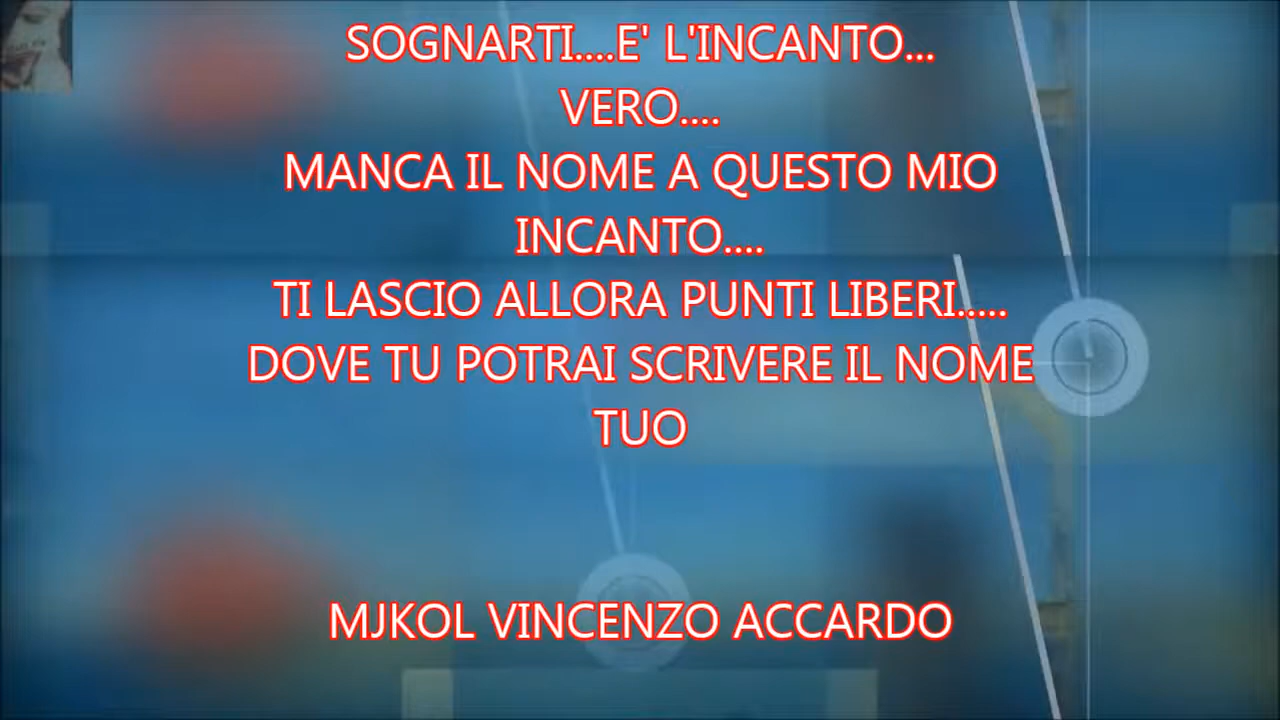 SOGNARTI....E' L'INCANTO...
VERO....
MANCA IL NOME A QUESTO MIO
INCANTO....
TI LASCIO ALLORA PUNTI LIBERI.....
DOVE TU POTRAI SCRIVERE IL NOME
TUO
MJKOL VINCENZO ACCARDO